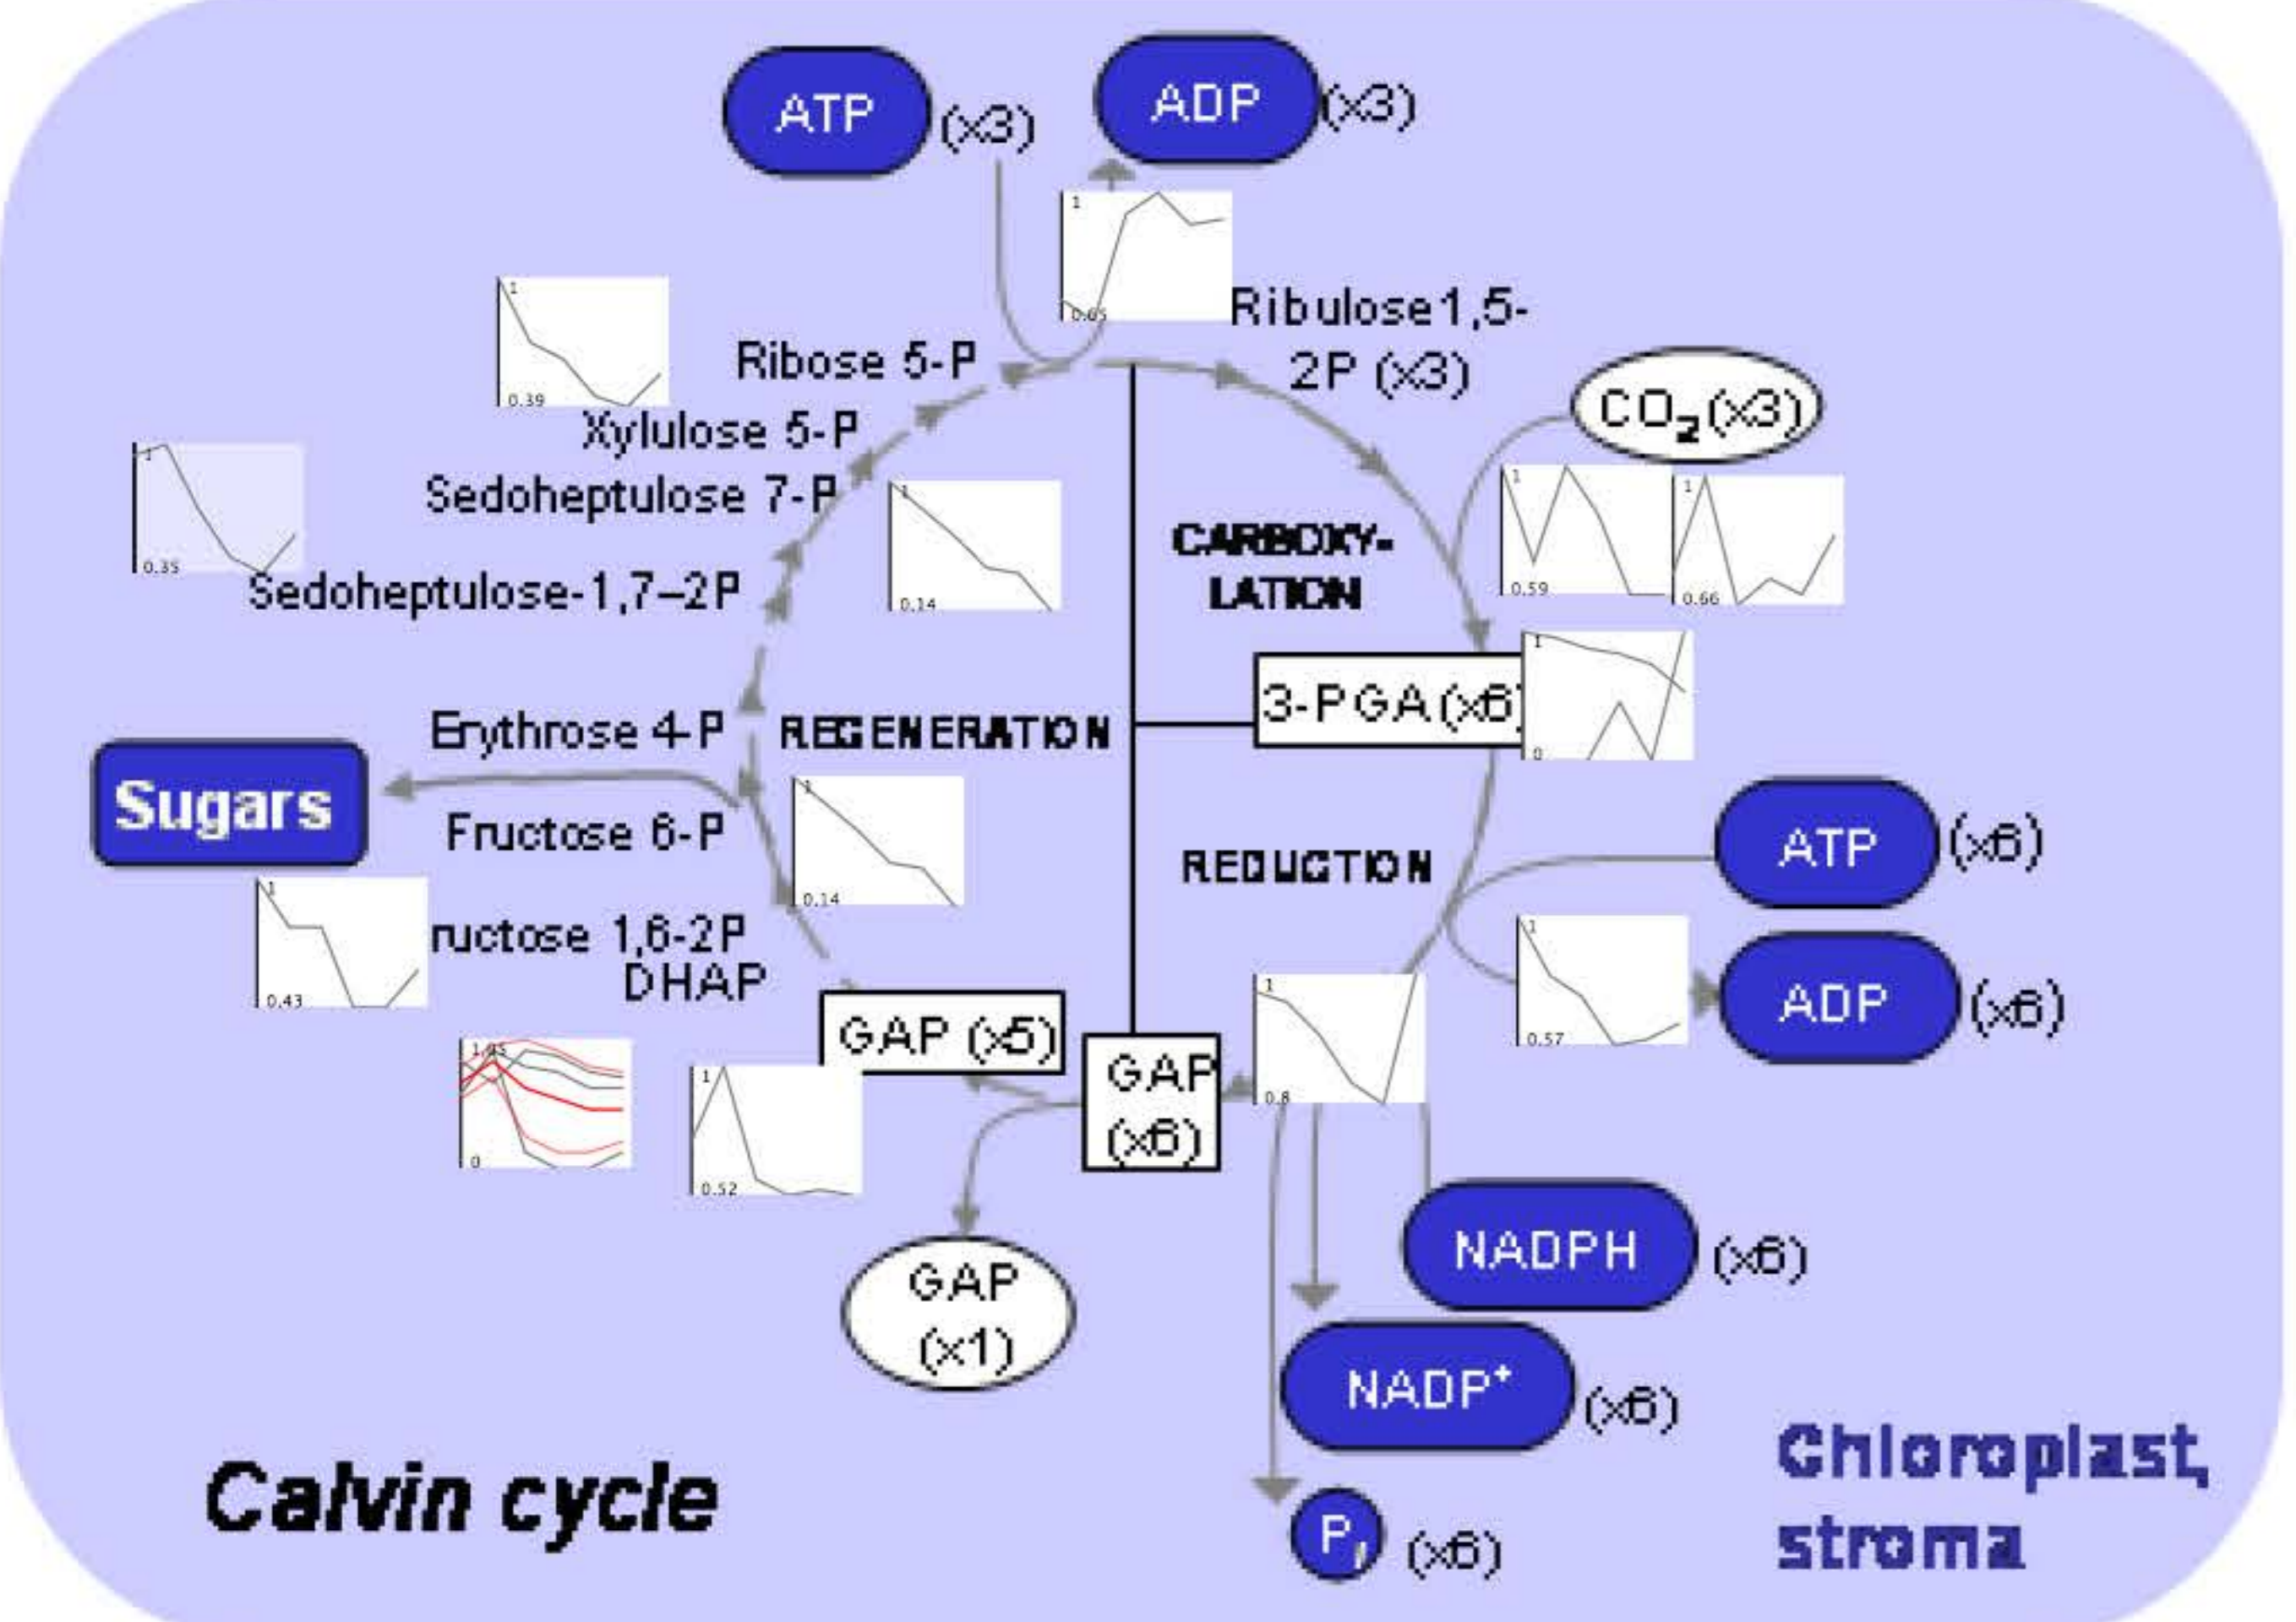 ATP (x3)
ADP (x3)
1
0.65
Ribulose1,5-
2P (x3)
CO₂(x3)
1
0.39
Ribose 5-P
Xylulose 5-P
Sedoheptulose 7-P
1
0.35
Sedoheptulose-1,7–2P
1
0.14
CARBOXY-
LATION
1
0.59
1
0.66
3-PGA(x6)
1
0
Erythrose 4-P
REGENERATION
Sugars
Fructose 6-P
1
0.14
REDUCTION
ATP (x6)
1
0.43
ructose 1,6-2P
DHAP
1
0.57
ADP (x6)
GAP (x5)
1
0.8
GAP
(x6)
0
1
0.52
GAP
(x1)
NADPH (x6)
NADP⁺ (x6)
P (x6)
Calvin cycle
Chloroplast,
stroma